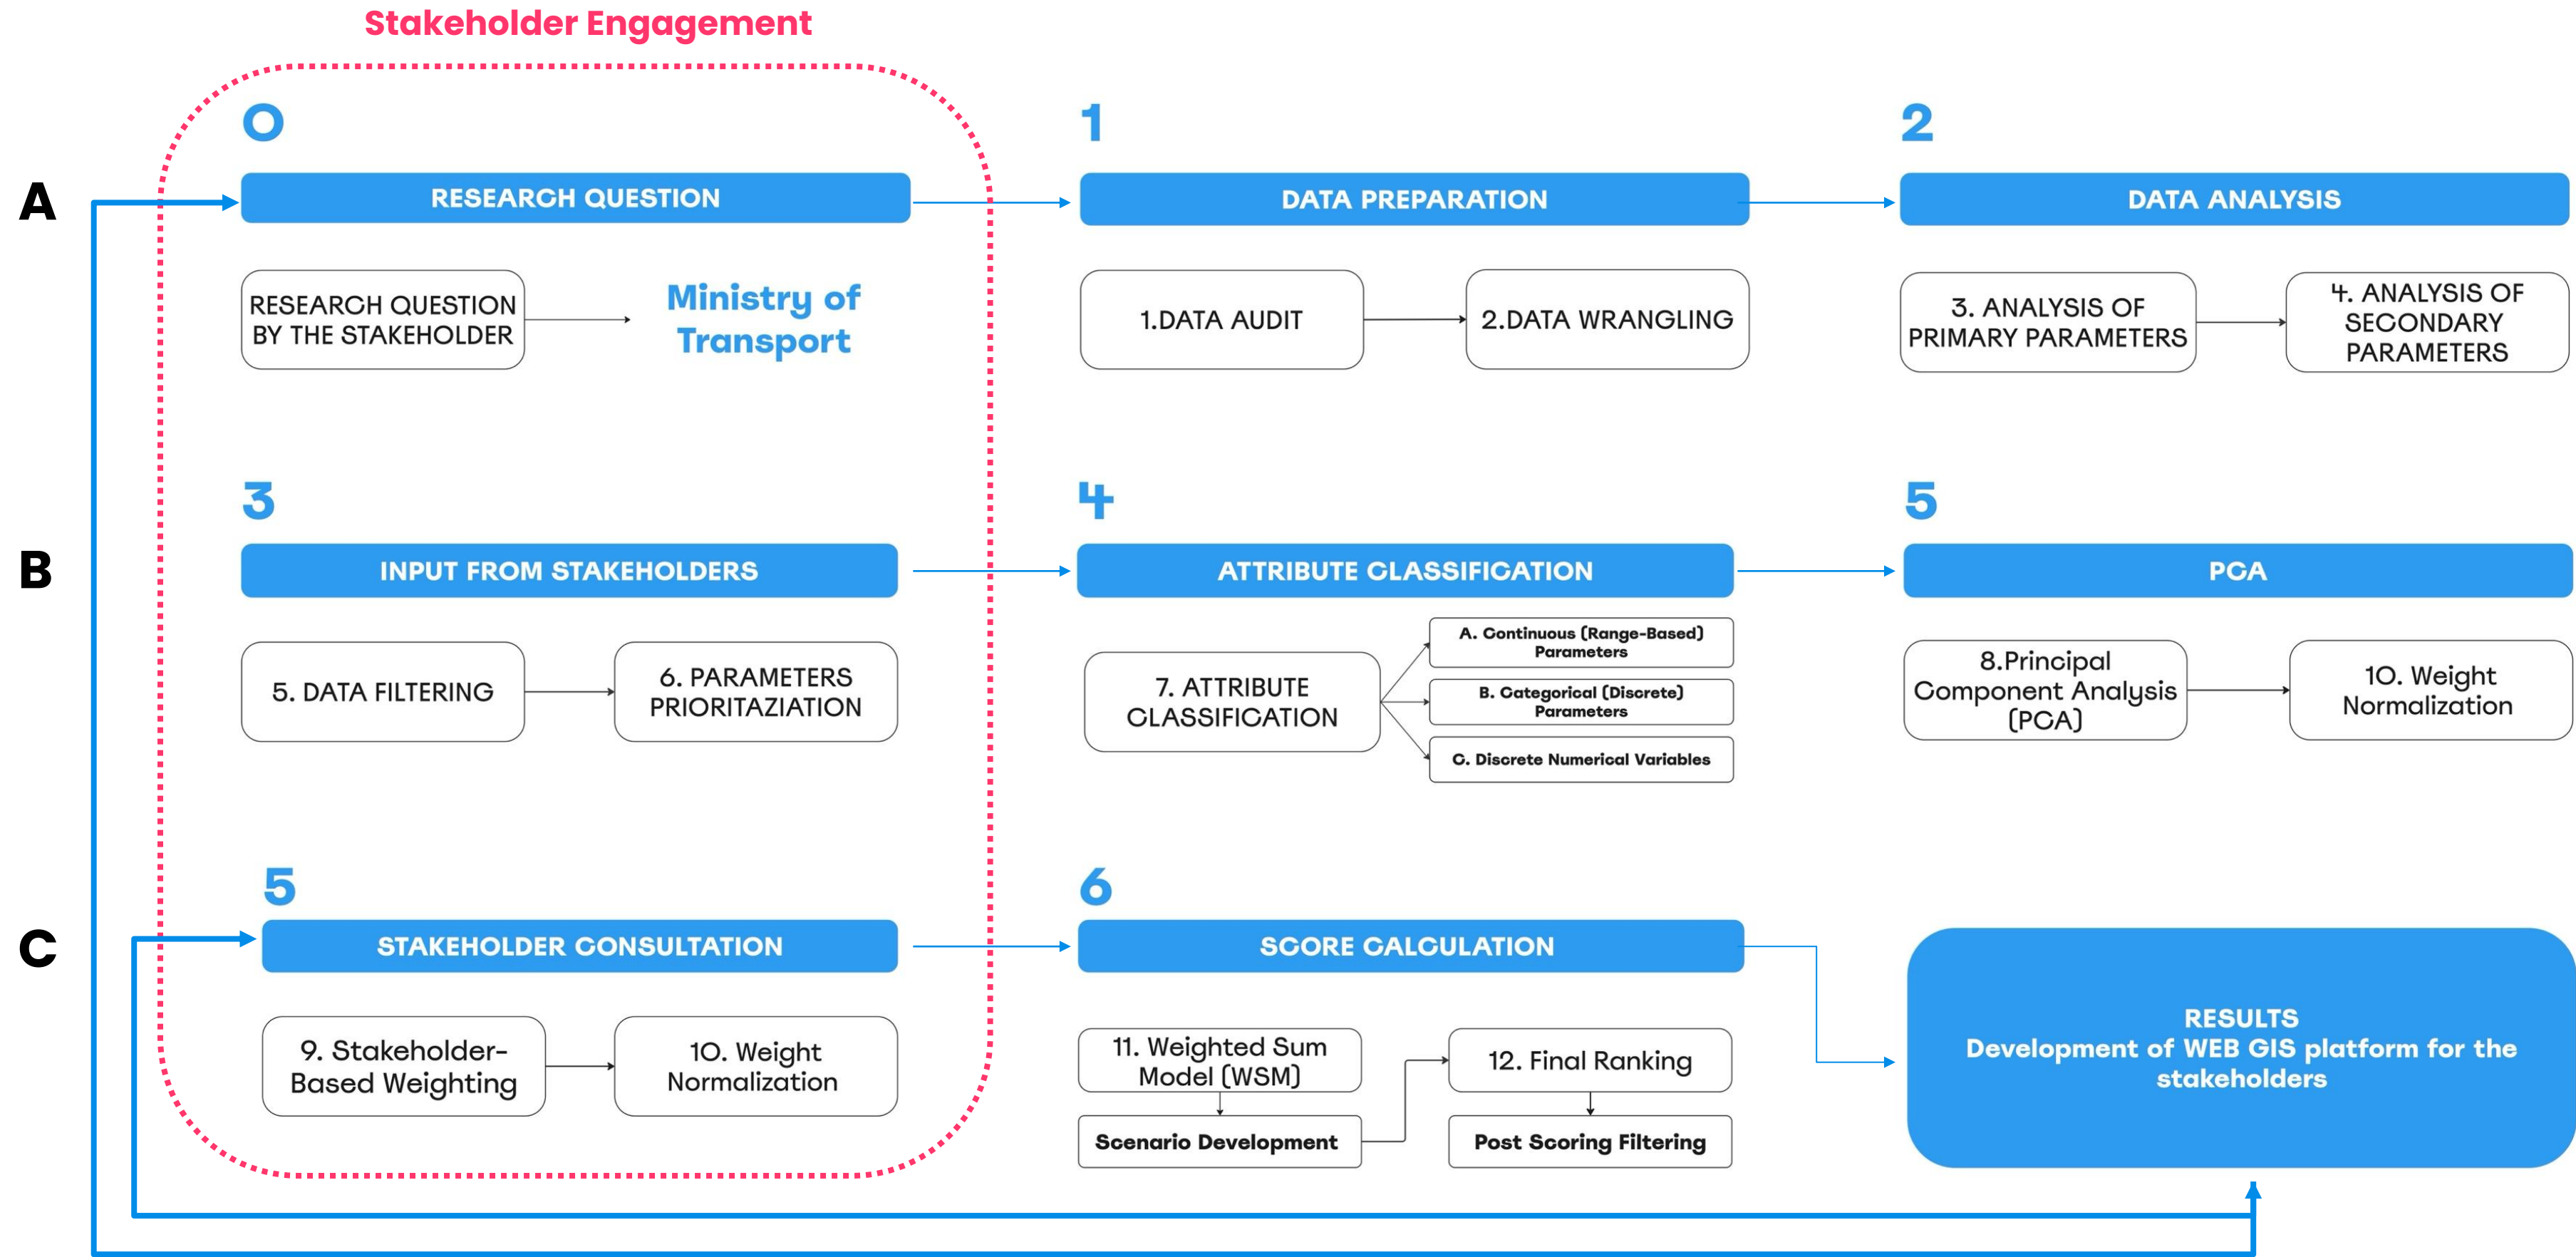 Stakeholder Engagement
0
1
2
A
RESEARCH QUESTION
DATA PREPARATION
DATA ANALYSIS
RESEARCH QUESTION
BY THE STAKEHOLDER
Ministry of
Transport
1.DATA AUDIT
2.DATA WRANGLING
3. ANALYSIS OF
PRIMARY PARAMETERS
4. ANALYSIS OF
SECONDARY
PARAMETERS
3
4
5
B
INPUT FROM STAKEHOLDERS
ATTRIBUTE CLASSIFICATION
PCA
5. DATA FILTERING
6. PARAMETERS
PRIORITAZIATION
7. ATTRIBUTE
CLASSIFICATION
A. Continuous (Range-Based)
Parameters
B. Categorical (Discrete)
Parameters
C. Discrete Numerical Variables
8.Principal
Component Analysis
(PCA)
10. Weight
Normalization
5
6
C
STAKEHOLDER CONSULTATION
SCORE CALCULATION
9. Stakeholder-
Based Weighting
10. Weight
Normalization
11. Weighted Sum
Model (WSM)
Scenario Development
12. Final Ranking
Post Scoring Filtering
RESULTS
Development of WEB GIS platform for the
stakeholders